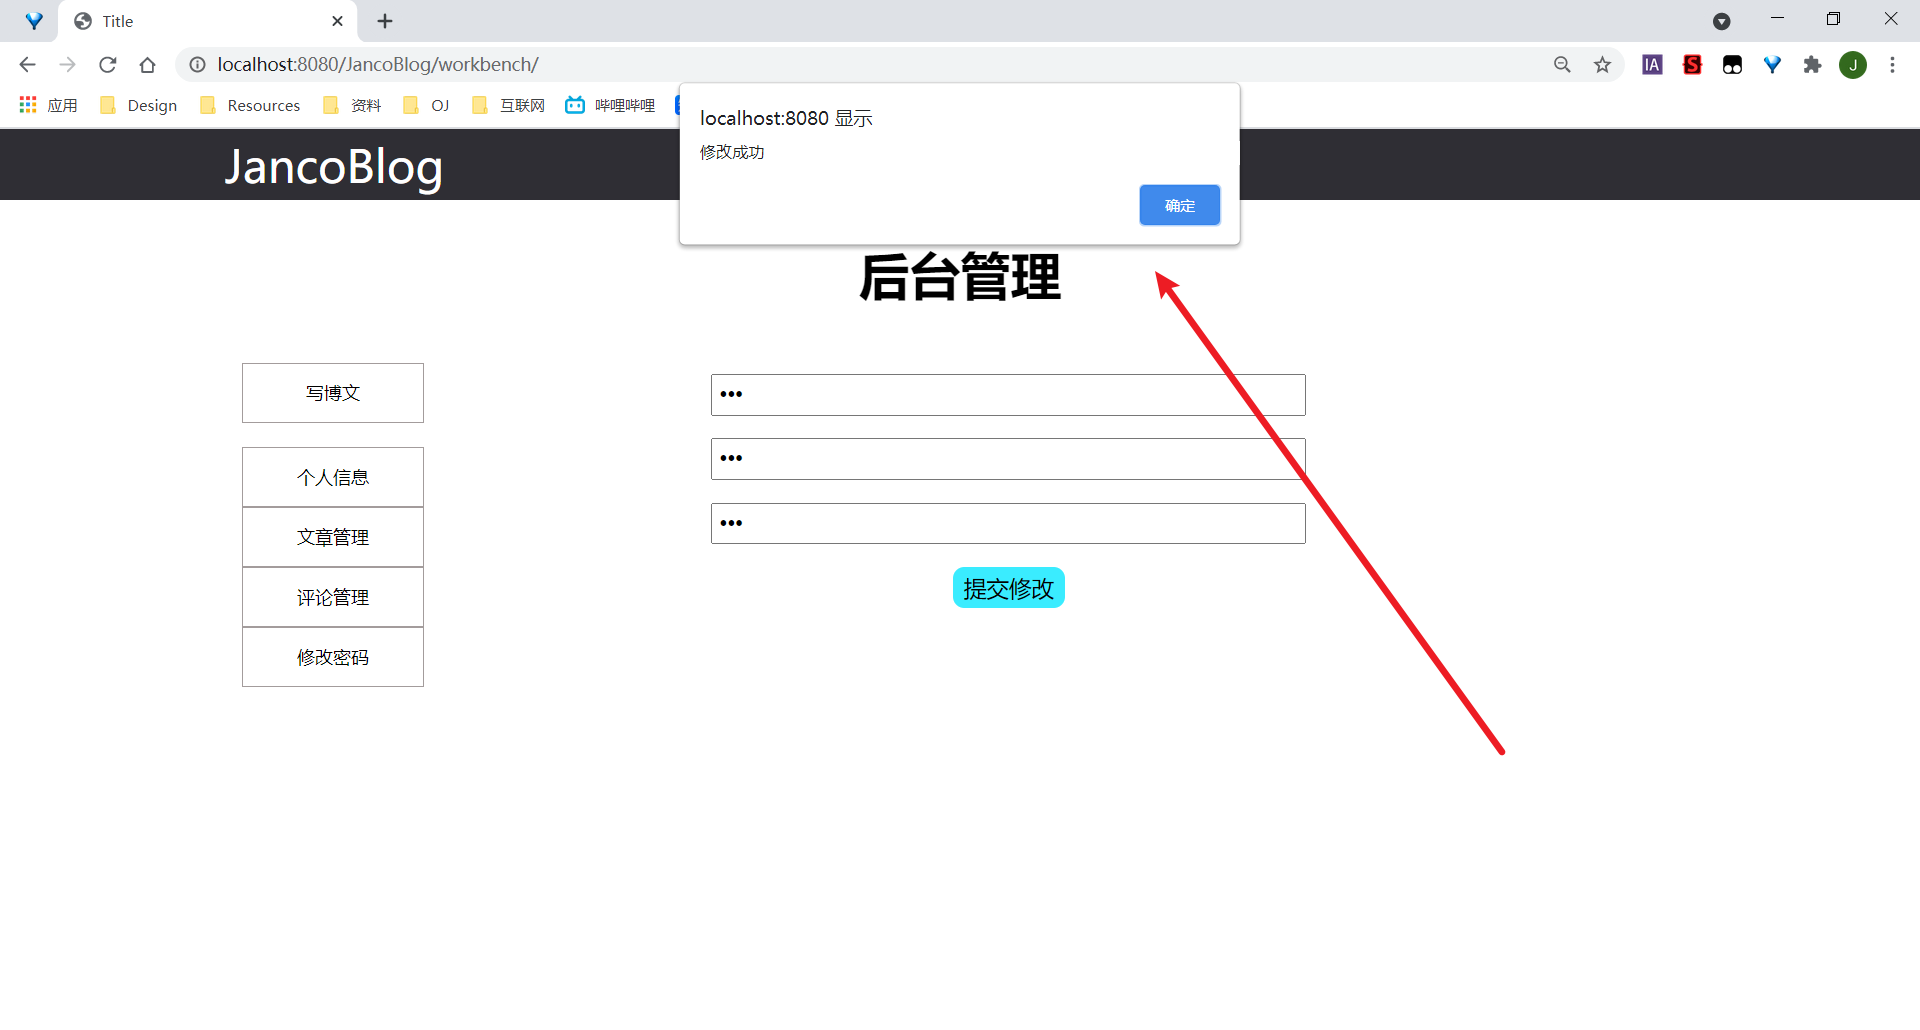 Title
localhost:8080/JancoBlog/workbench/
IA
S
J
应用
Design
Resources
资料
OJ
互联网
哔哩哔哩
localhost:8080 显示
修改成功
确定
JancoBlog
后台管理
写博文
个人信息
文章管理
评论管理
修改密码
•••
•••
•••
提交修改